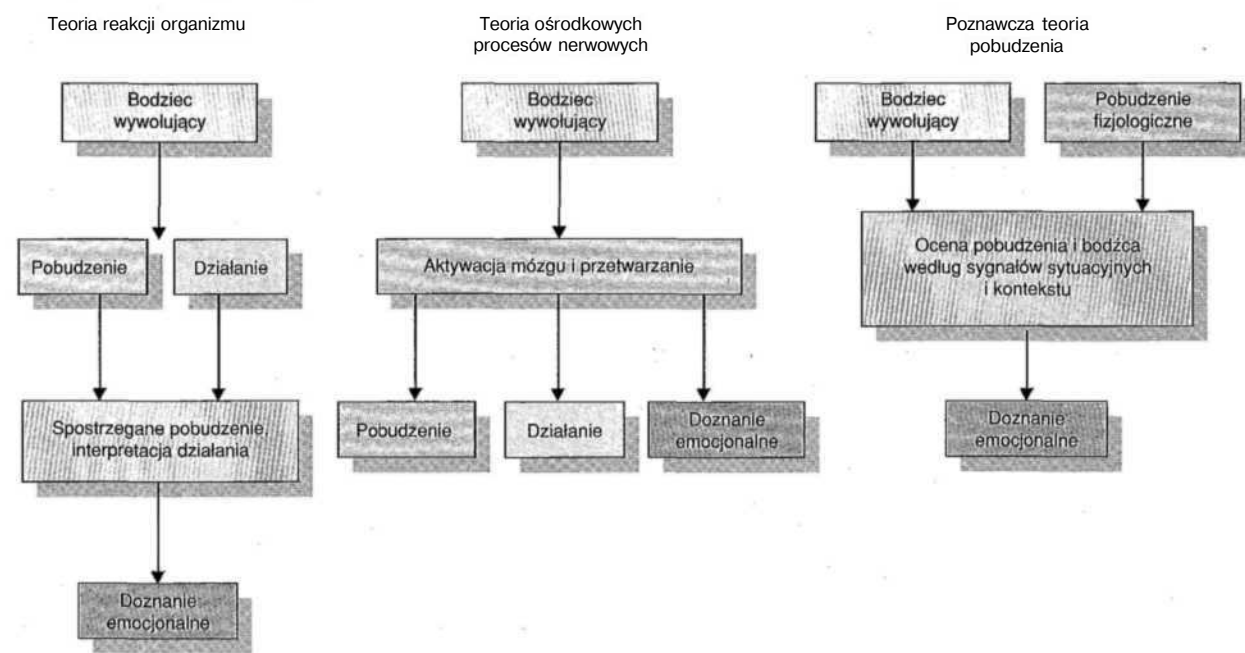 Teoria reakcji organizmu
Bodziec
wywołujący
Pobudzenie
Działanie
Spostrzegane pobudzenie,
interpretacja działania
Doznanie
emocjonalne
Teoria ośrodkowych
procesów nerwowych
Bodziec
wywołujący
Aktywacja mózgu i przetwarzanie
Pobudzenie
Działanie
Doznanie
emocjonalne
Poznawcza teoria
pobudzenia
Bodziec
wywołujący
Pobudzenie
fizjologiczne
Ocena pobudzenia i bodźca
według sygnałów sytuacyjnych
i kontekstu
Doznanie
emocjonalne